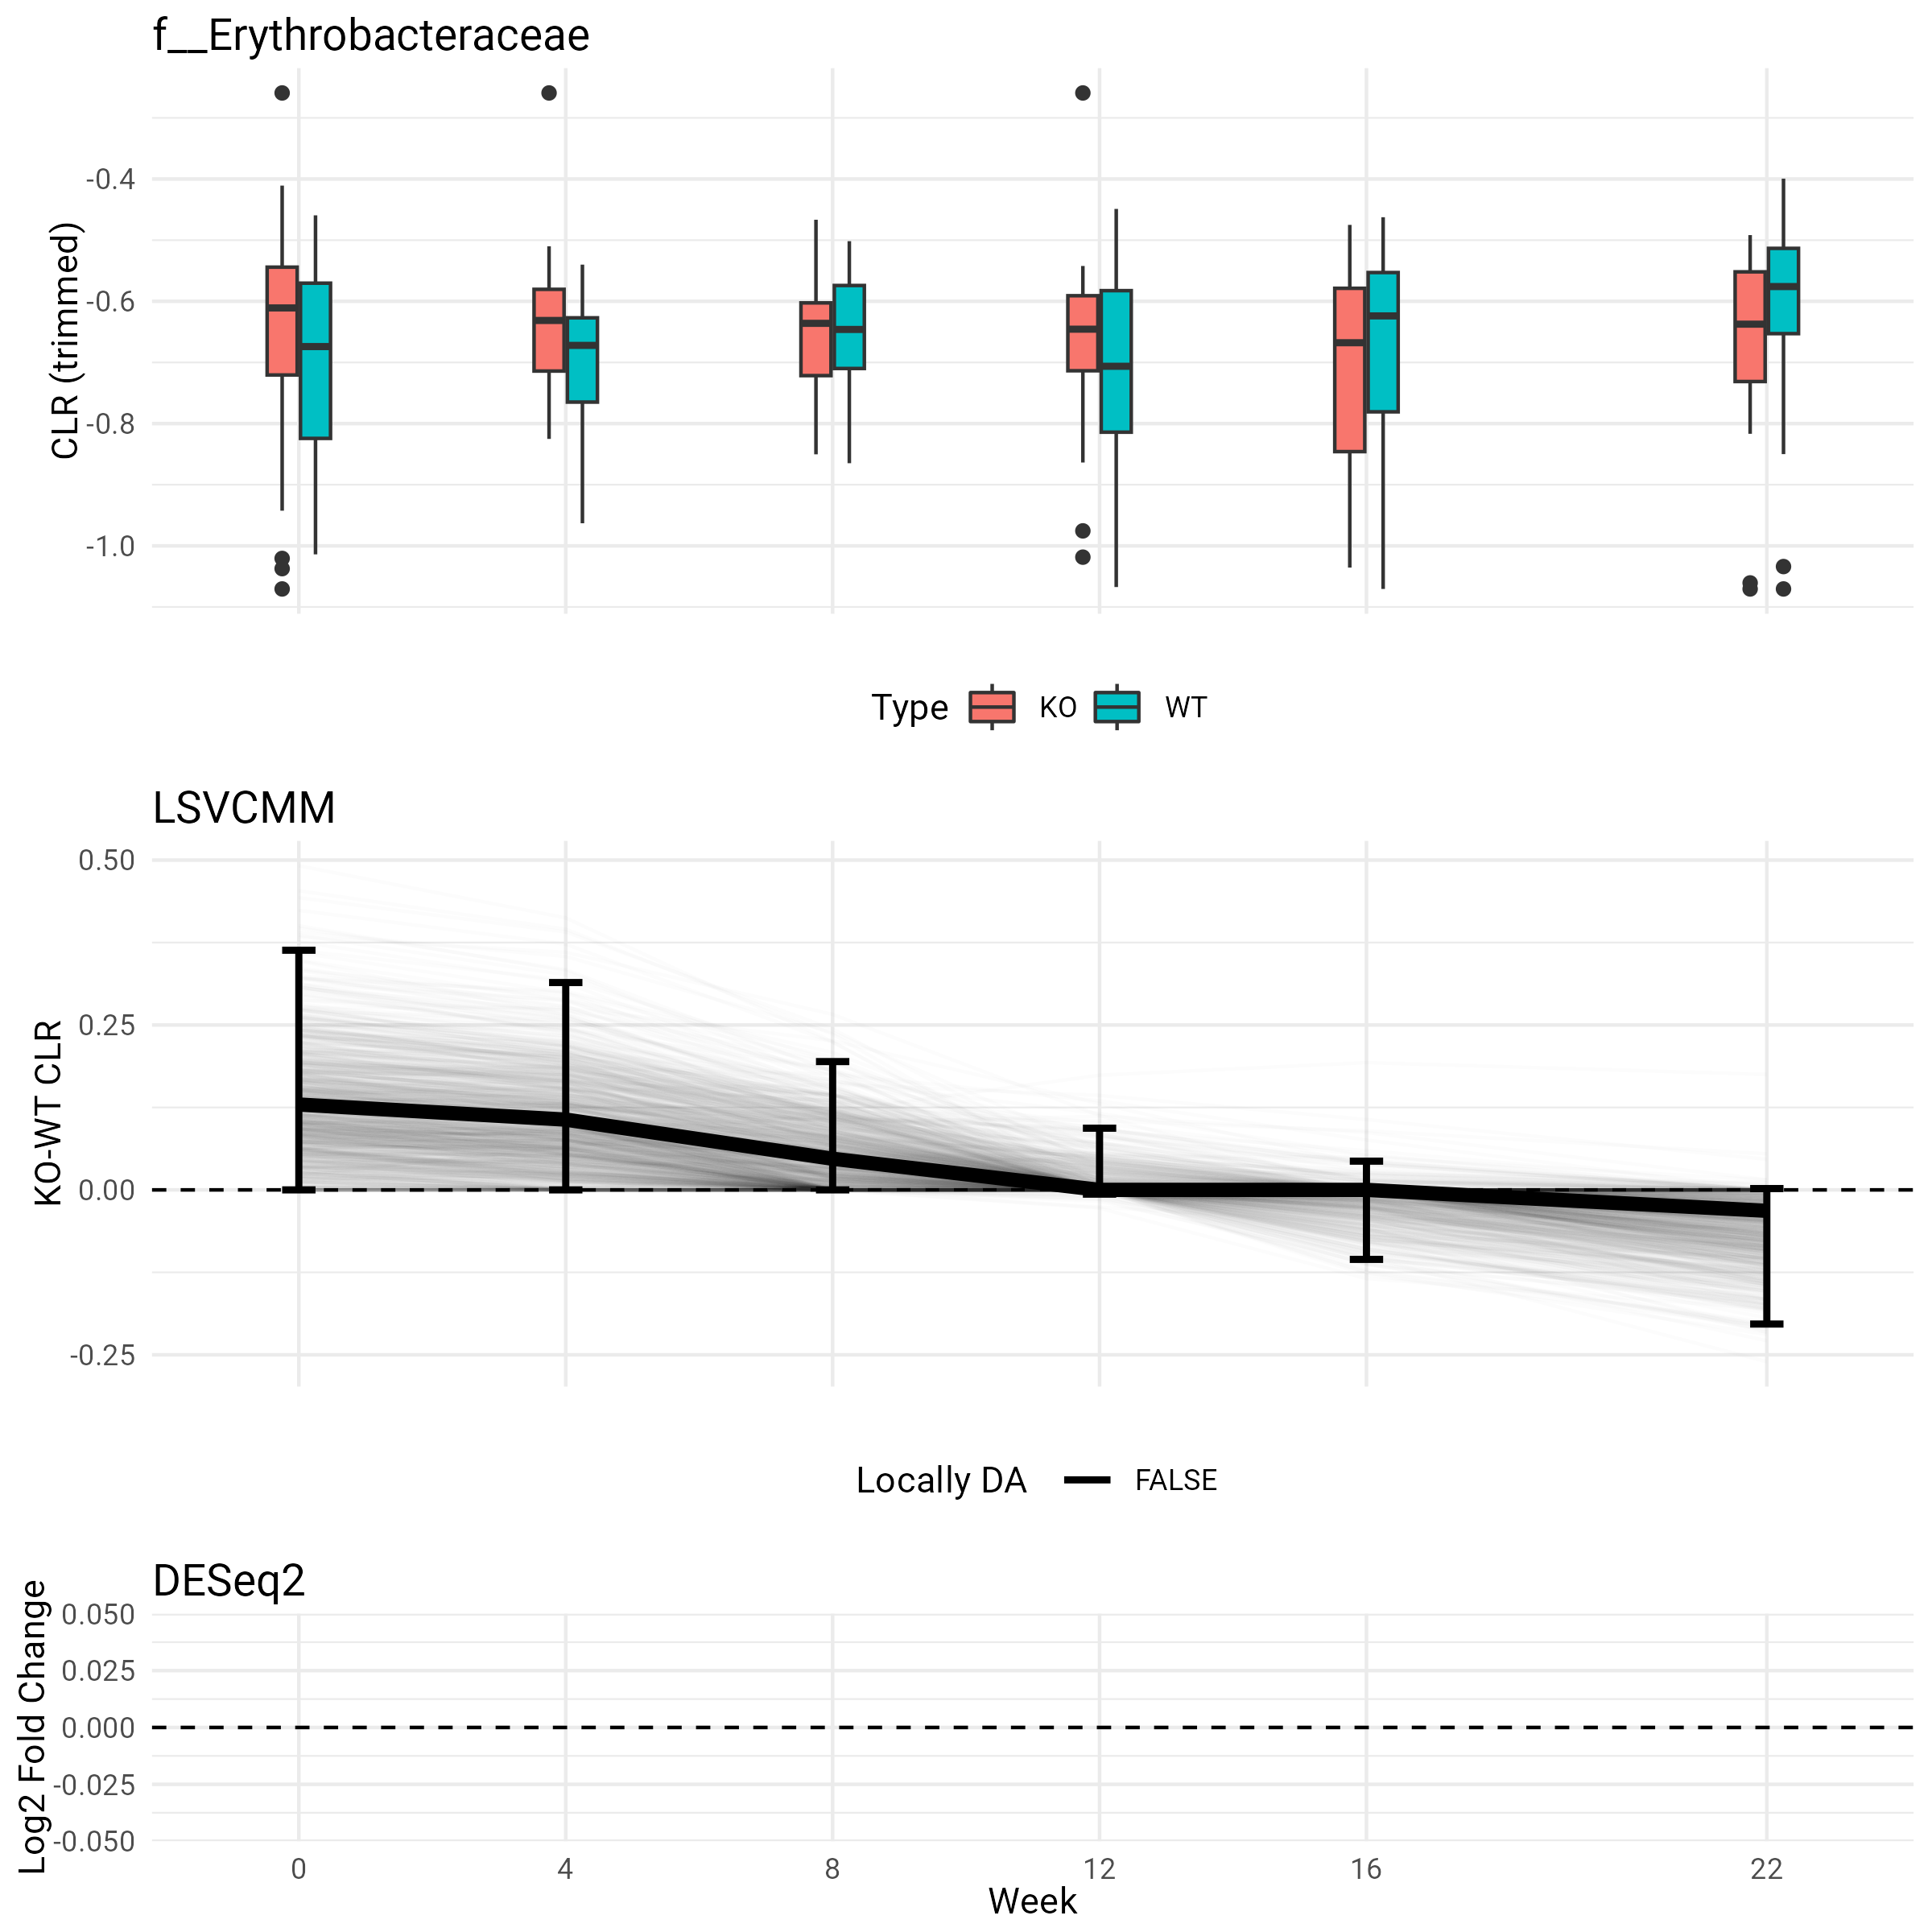 f__Erythrobacteraceae
CLR (trimmed)
-0.4
-0.6
-0.8
-1.0
Type KO WT
LSVCMM
KO-WT CLR
0.50
0.25
0.00
-0.25
Locally DA FALSE
DESeq2
Log2 Fold Change
0.050
0.025
0.000
-0.025
-0.050
0 4 8 12 16 22
Week